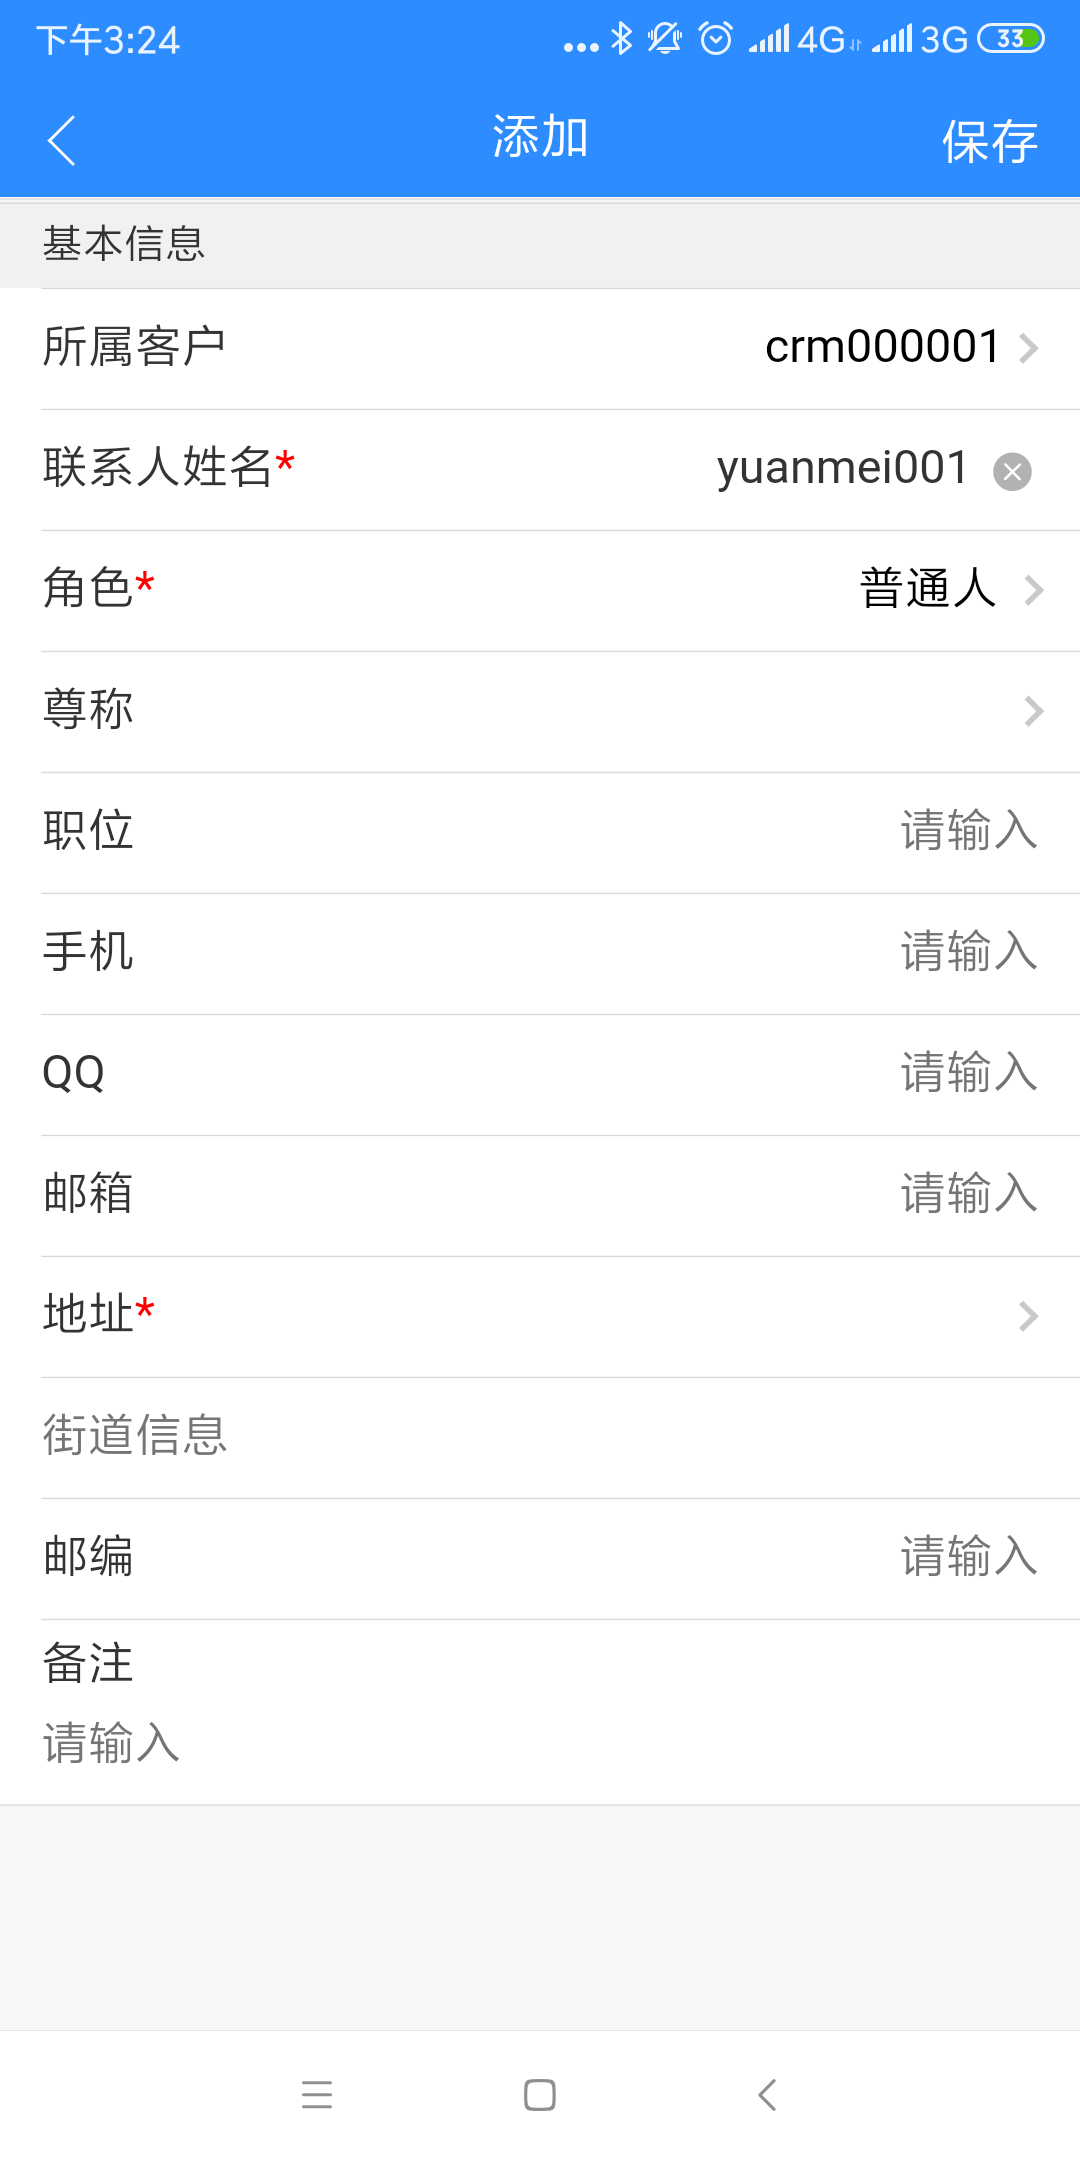 下午3:24 ... 4G 3G 33
添加 保存
基本信息
所属客户 crm000001
联系人姓名* yuanmei001
角色* 普通人
尊称
职位 请输入
手机 请输入
QQ 请输入
邮箱 请输入
地址*
街道信息
邮编 请输入
备注
请输入